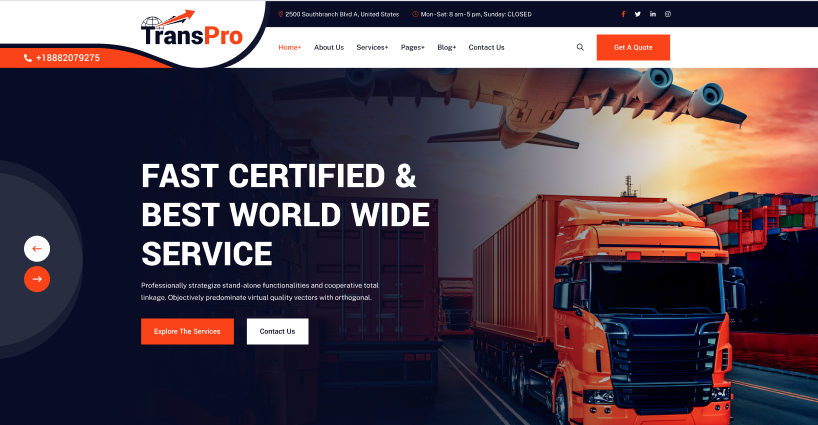 TransPro
2500 Southbranch Blvd A, United States
Mon-Sat: 8 am-5 pm, Sunday: CLOSED
+18882079275
Home+ About Us Services+ Pages+ Blog+ Contact Us
Get A Quote
FAST CERTIFIED &
BEST WORLD WIDE
SERVICE
Professionally strategize stand-alone functionalities and cooperative total
linkage. Objectively predominate virtual quality vectors with orthogonal.
Explore The Services
Contact Us